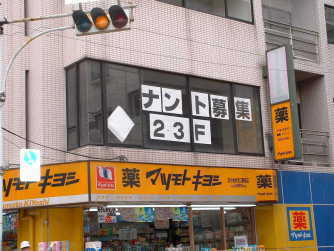 ナント募集
23F
薬
薬 マツモトキヨシ 薬
マツモトキヨシ
薬